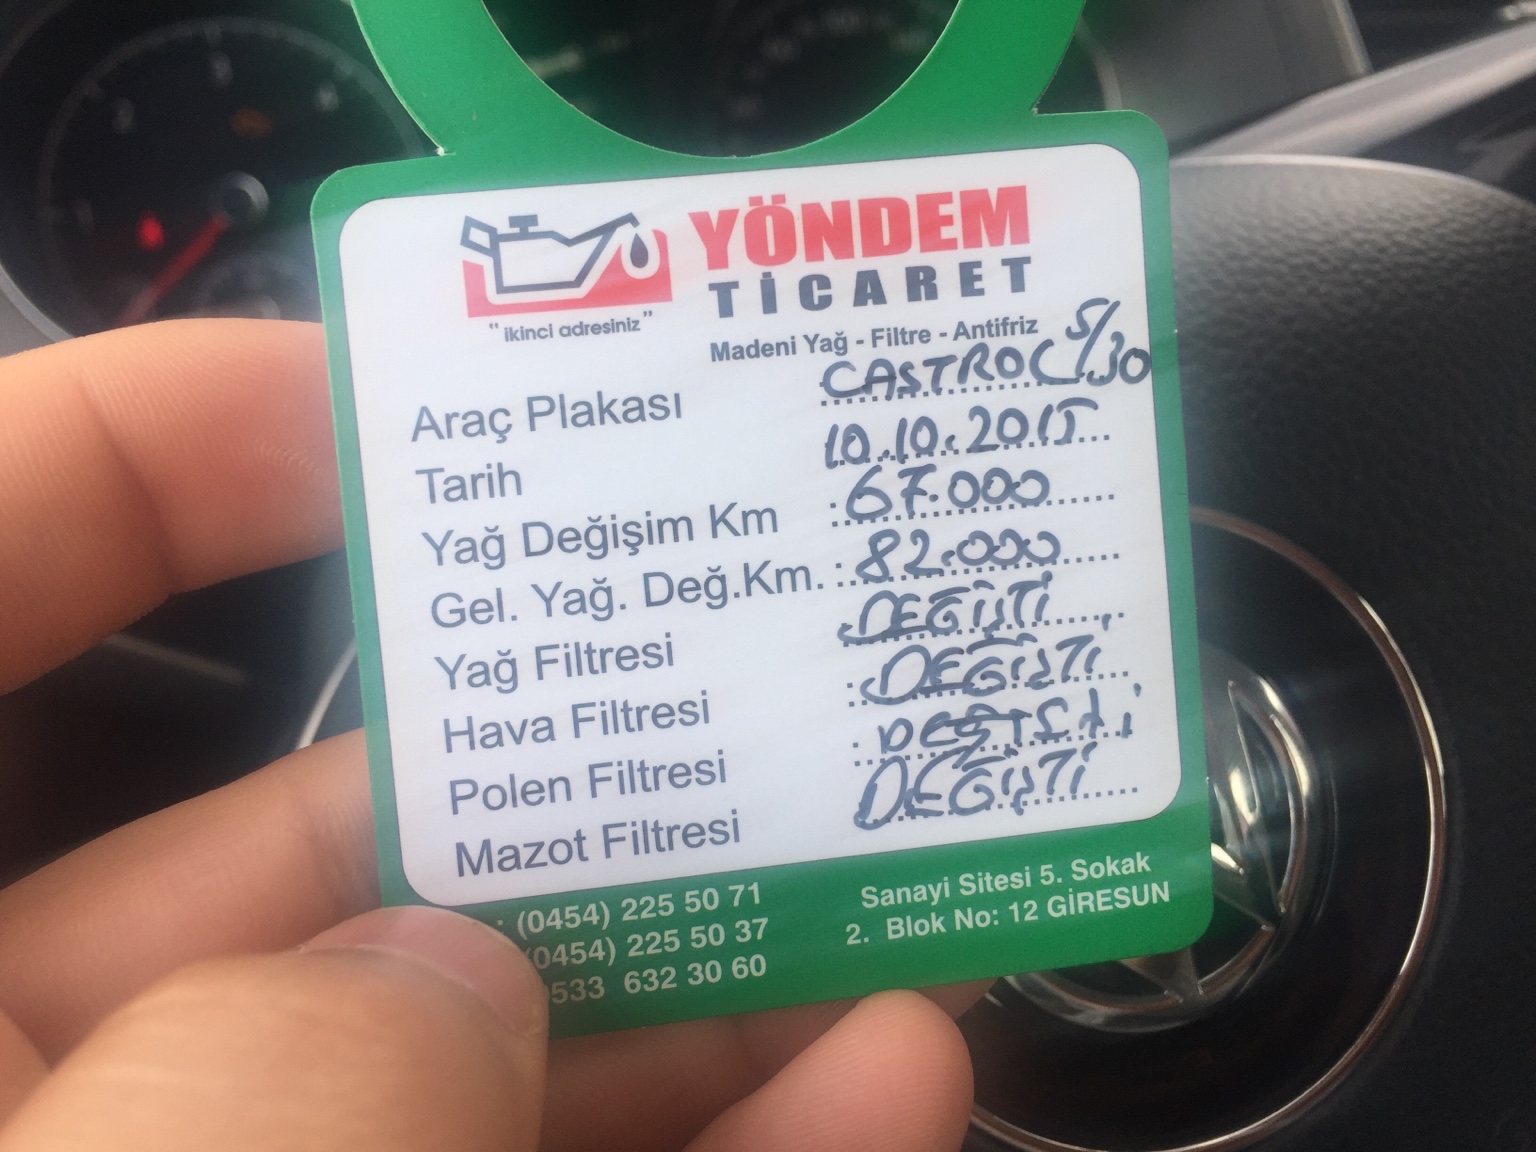 YÖNDEM
TİCARET
"ikinci adresiniz"
Madeni Yağ - Filtre - Antifriz
Araç Plakası CASTROL 5/30
Tarih 10.10.2015
Yağ Değişim Km : 67.000
Gel. Yağ. Değ.Km. : 82.000
Yağ Filtresi DEĞİŞTİ
Hava Filtresi : DEĞİŞTİ
Polen Filtresi : DEĞİŞTİ
Mazot Filtresi DEĞİŞTİ
: (0454) 225 50 71
(0454) 225 50 37
0533 632 30 60
Sanayi Sitesi 5. Sokak
2. Blok No: 12 GİRESUN